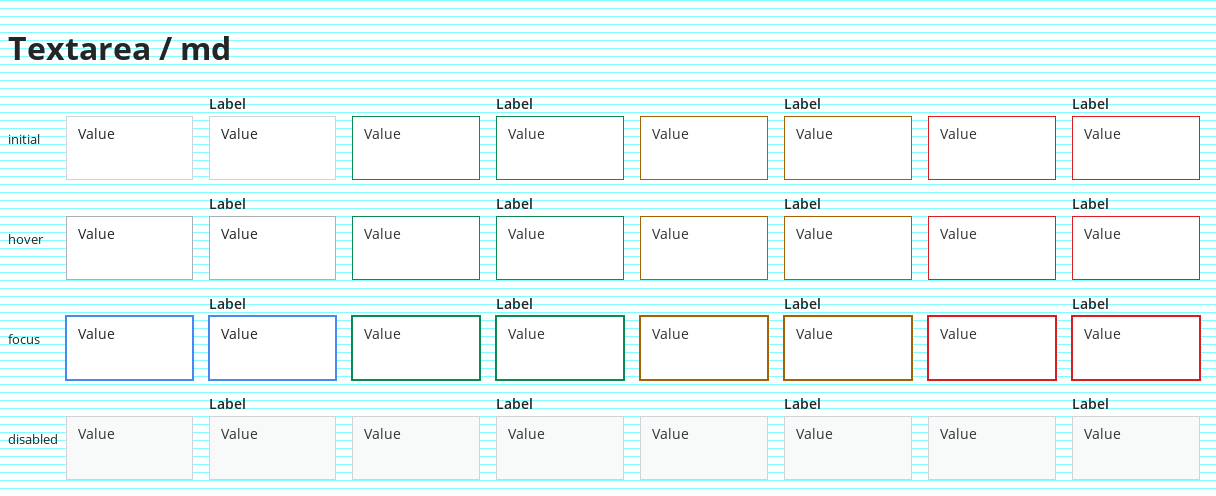 Textarea / md
Label Label Label Label
initial Value Value Value Value Value Value Value Value
Label Label Label Label
hover Value Value Value Value Value Value Value Value
Label Label Label Label
focus Value Value Value Value Value Value Value Value
Label Label Label Label
disabled Value Value Value Value Value Value Value Value